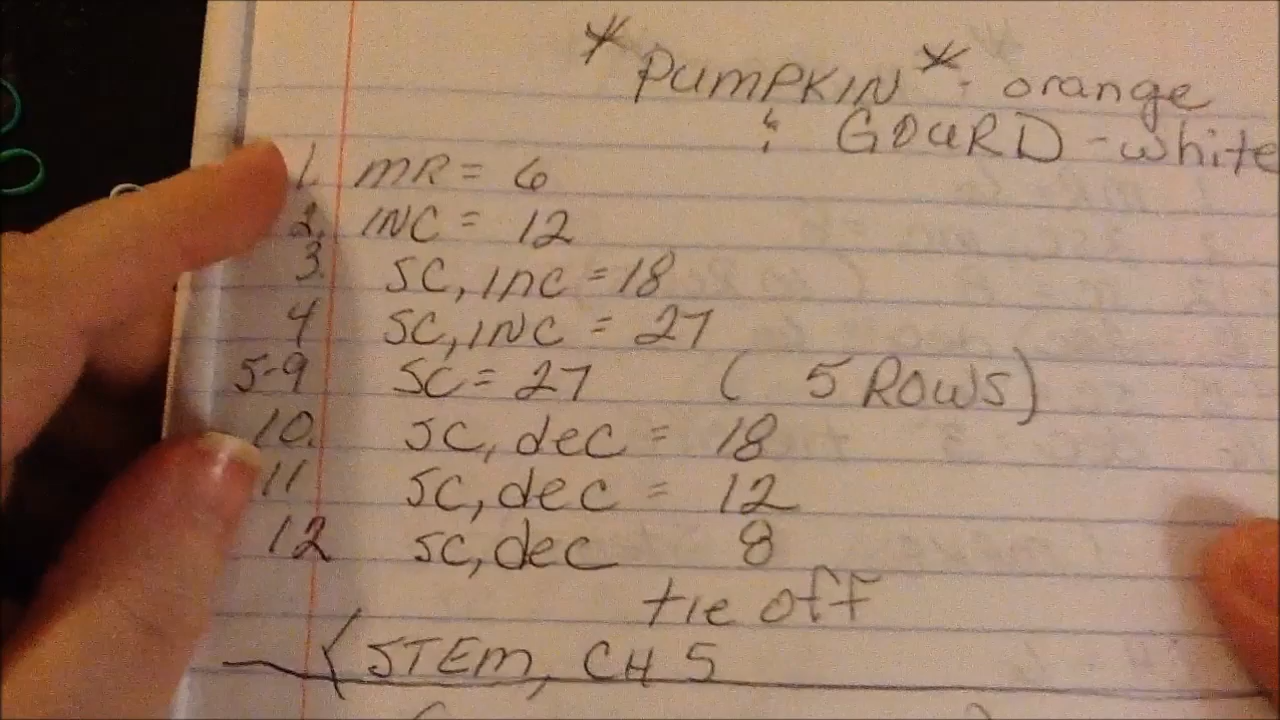 * PUMPKIN * - orange
& GOURD - white
1. MR = 6
2. INC = 12
3. SC, INC = 18
4 SC, INC = 27
5-9 SC = 27 ( 5 ROWS)
10. SC, dec = 18
11 SC, dec = 12
12 SC, dec 8
tie off
STEM, CH 5